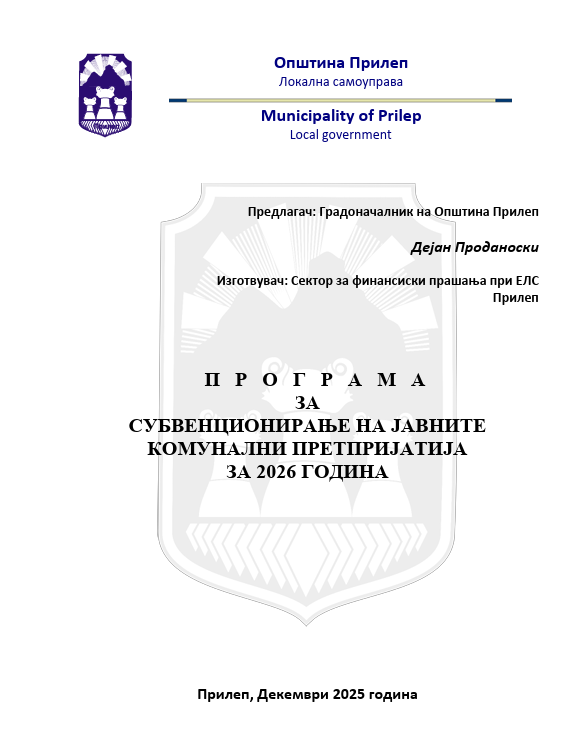 Општина Прилеп
Локална самоуправа
Municipality of Prilep
Local government
Предлагач: Градоначалник на Општина Прилеп
Дејан Проданоски
Изготвувач: Сектор за финансиски прашања при ЕЛС
Прилеп
П Р О Г Р А М А
ЗА
СУБВЕНЦИОНИРАЊЕ НА ЈАВНИТЕ
КОМУНАЛНИ ПРЕТПРИЈАТИЈА
ЗА 2026 ГОДИНА
Прилеп, Декември 2025 година